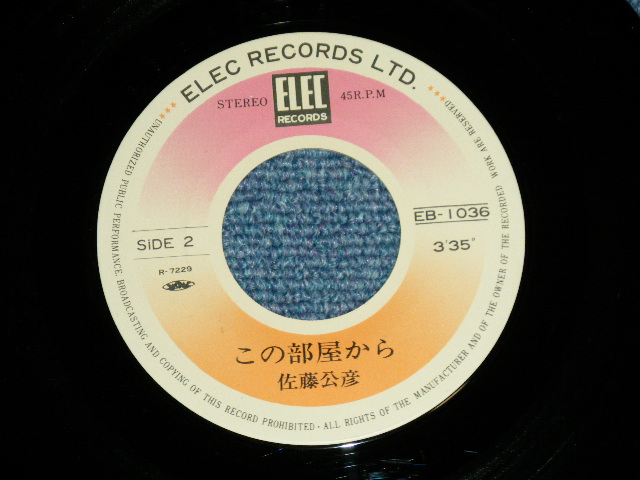 ELEC RECORDS LTD.
STEREO
ELEC
RECORDS
45R.P.M
SiDE 2
R-7229
EB-1036
3'35"
この部屋から
佐藤公彦
UNAUTHORIZED PUBLIC PERFORMANCE, BROADCASTING AND COPYING OF THIS RECORD PROHIBITED · ALL RIGHTS OF THE MANUFACTURER AND OF THE OWNER OF THE RECORDED WORK ARE RESERVED